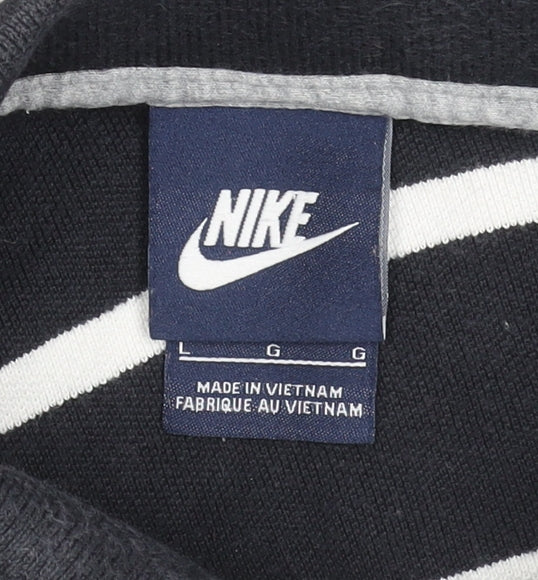 NIKE
L G G
MADE IN VIETNAM
FABRIQUE AU VIETNAM